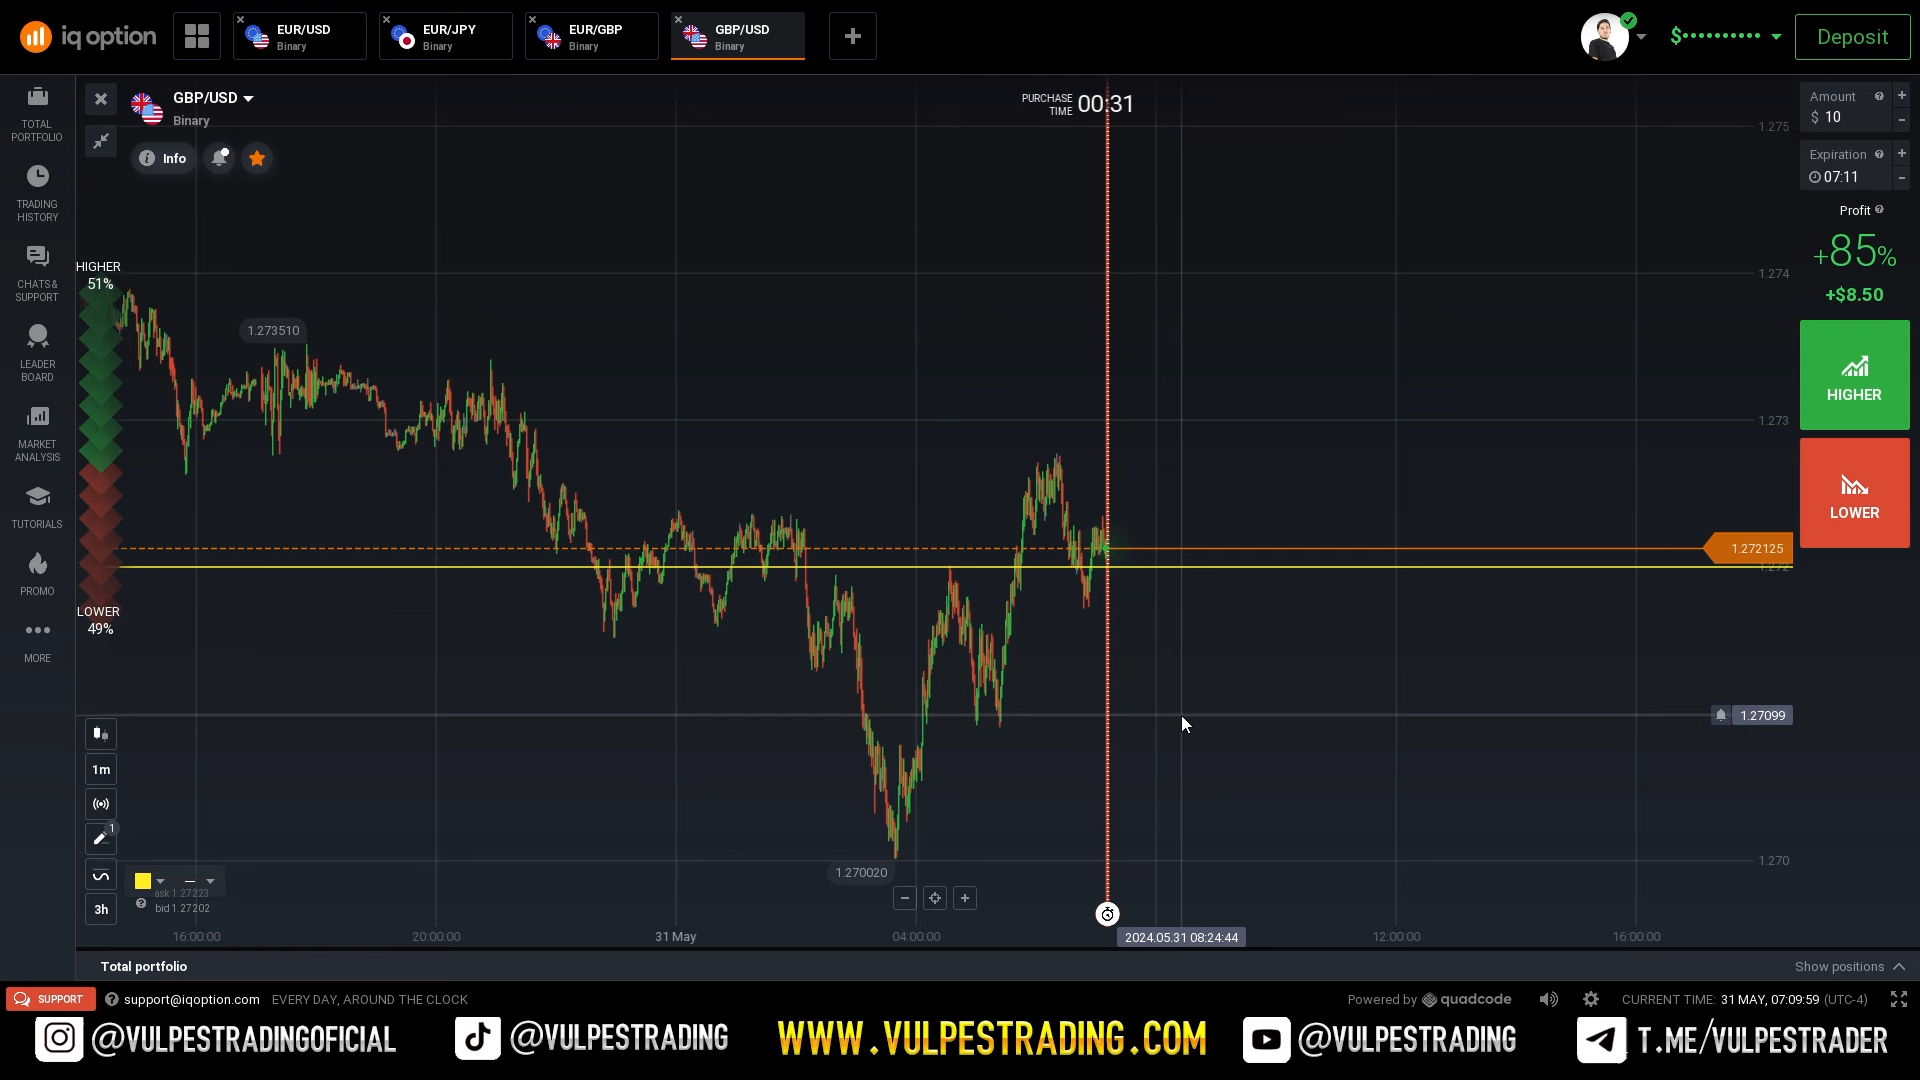 iq option
EUR/USD
Binary
EUR/JPY
Binary
EUR/GBP
Binary
GBP/USD
Binary
$
Deposit
TOTAL
PORTFOLIO
TRADING
HISTORY
CHATS &
SUPPORT
LEADER
BOARD
MARKET
ANALYSIS
TUTORIALS
PROMO
MORE
GBP/USD
Binary
Info
PURCHASE
TIME
00:31
HIGHER
51%
LOWER
49%
1.273510
1.270020
1.275
1.274
1.273
1.272125
1.272
1.27099
1.270
Amount
$ 10
Expiration
07:11
Profit
+85%
+$8.50
HIGHER
LOWER
1m
1
3h
ask 1.27223
bid 1.27202
16:00:00
20:00:00
31 May
04:00:00
2024.05.31 08:24:44
12:00:00
16:00:00
Total portfolio
Show positions
SUPPORT
support@iqoption.com
EVERY DAY, AROUND THE CLOCK
Powered by quadcode
CURRENT TIME: 31 MAY, 07:09:59 (UTC-4)
@VULPESTRADINGOFICIAL
@VULPESTRADING
WWW.VULPESTRADING.COM
@VULPESTRADING
T.ME/VULPESTRADER